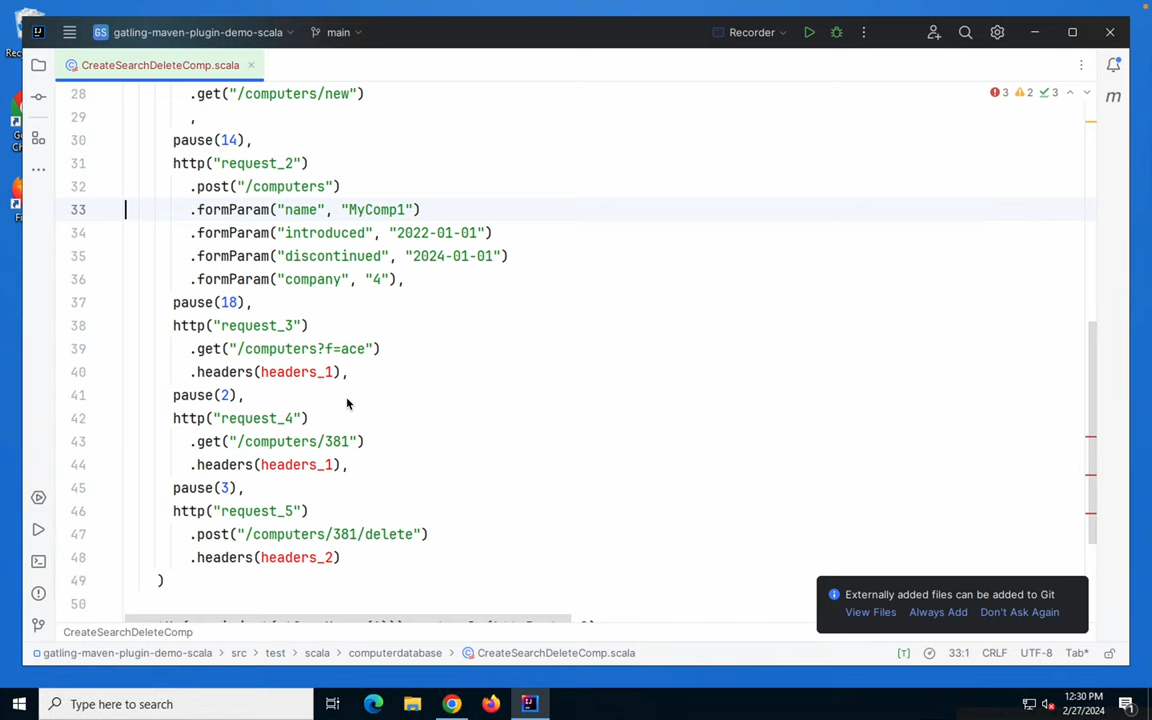 GS gatling-maven-plugin-demo-scala main Recorder
CreateSearchDeleteComp.scala
28 .get("/computers/new") 3 2 3
29 ,
30 pause(14),
31 http("request_2")
32 .post("/computers")
33 .formParam("name", "MyComp1")
34 .formParam("introduced", "2022-01-01")
35 .formParam("discontinued", "2024-01-01")
36 .formParam("company", "4"),
37 pause(18),
38 http("request_3")
39 .get("/computers?f=ace")
40 .headers(headers_1),
41 pause(2),
42 http("request_4")
43 .get("/computers/381")
44 .headers(headers_1),
45 pause(3),
46 http("request_5")
47 .post("/computers/381/delete")
48 .headers(headers_2)
49 )
50
Externally added files can be added to Git
View Files Always Add Don't Ask Again
CreateSearchDeleteComp
gatling-maven-plugin-demo-scala > src > test > scala > computerdatabase > CreateSearchDeleteComp.scala [T] 33:1 CRLF UTF-8 Tab*
Type here to search
12:30 PM
2/27/2024
1